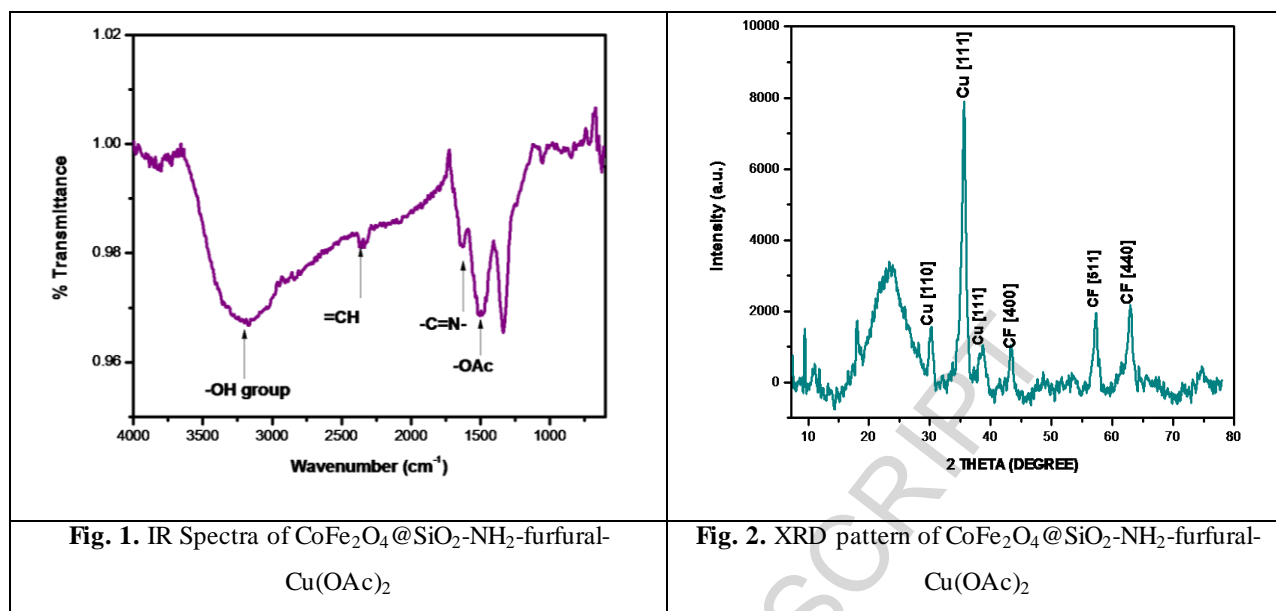 1.02
1.00
0.98
0.96
% Transmittance
=CH
-C=N-
-OAc
-OH group
4000 3500 3000 2500 2000 1500 1000
Wavenumber (cm⁻¹)
Fig. 1. IR Spectra of CoFe₂O₄@SiO₂-NH₂-furfural-
Cu(OAc)₂
10000
8000
6000
4000
2000
0
Intensity (a.u.)
Cu [110]
Cu [111]
Cu [111]
CF [400]
CF [511]
CF [440]
10 20 30 40 50 60 70 80
2 THETA (DEGREE)
SCRIPT
Fig. 2. XRD pattern of CoFe₂O₄@SiO₂-NH₂-furfural-
Cu(OAc)₂